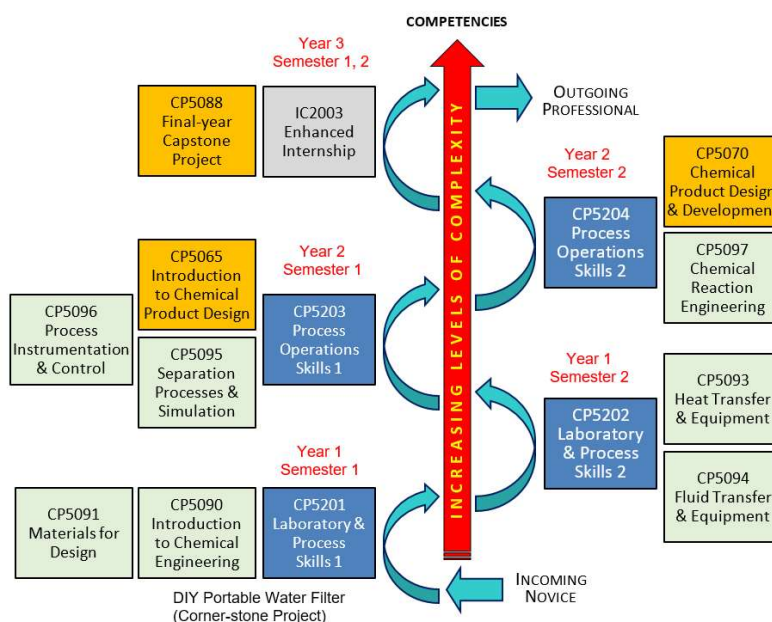 COMPETENCIES
Year 3
Semester 1, 2
CP5088
Final-year
Capstone
Project
IC2003
Enhanced
Internship
OUTGOING
PROFESSIONAL
INCREASING LEVELS OF COMPLEXITY
Year 2
Semester 2
CP5070
Chemical
Product Design
& Development
CP5204
Process
Operations
Skills 2
CP5097
Chemical
Reaction
Engineering
Year 2
Semester 1
CP5065
Introduction
to Chemical
Product Design
CP5096
Process
Instrumentation
& Control
CP5095
Separation
Processes &
Simulation
CP5203
Process
Operations
Skills 1
Year 1
Semester 2
CP5093
Heat Transfer
& Equipment
CP5202
Laboratory
& Process
Skills 2
CP5094
Fluid Transfer
& Equipment
Year 1
Semester 1
CP5091
Materials for
Design
CP5090
Introduction
to Chemical
Engineering
CP5201
Laboratory &
Process
Skills 1
DIY Portable Water Filter
(Corner-stone Project)
INCOMING
NOVICE